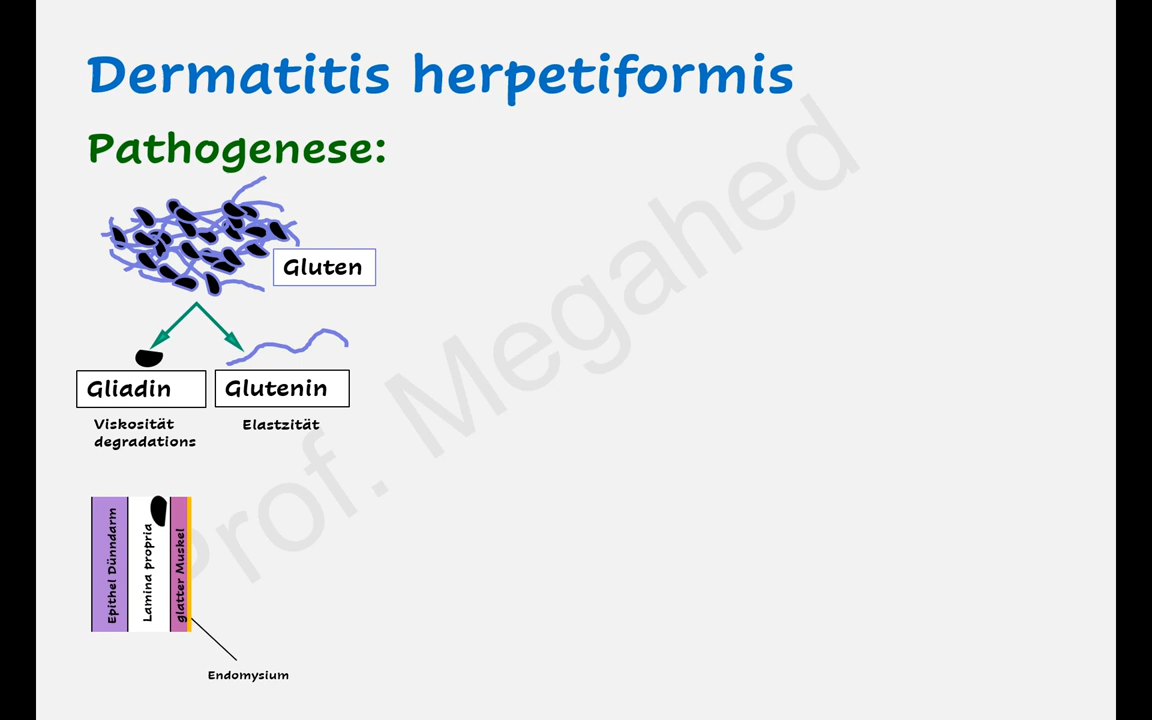 Dermatitis herpetiformis
Pathogenese:
Gluten
Gliadin
Glutenin
Viskosität
degradations
Elastzität
Epithel Dünndarm
Lamina propria
glatter Muskel
Endomysium
Prof. Megahed